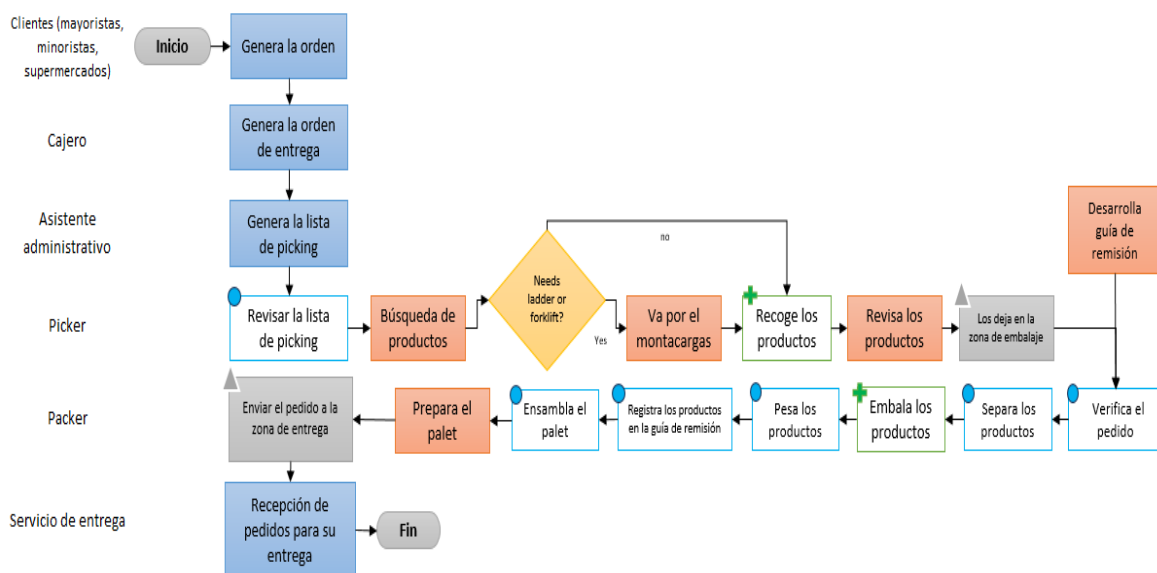 Clientes (mayoristas,
minoristas,
supermercados)
Inicio
Genera la orden
Cajero
Genera la orden
de entrega
Asistente
administrativo
Genera la lista
de picking
no
Desarrolla
guía de
remisión
Picker
Revisar la lista
de picking
Búsqueda de
productos
Needs
ladder or
forklift?
Yes
Va por el
montacargas
Recoge los
productos
Revisa los
productos
Los deja en la
zona de embalaje
Packer
Enviar el pedido a la
zona de entrega
Prepara el
palet
Ensambla el
palet
Registra los productos
en la guía de remisión
Pesa los
productos
Embala los
productos
Separa los
productos
Verifica el
pedido
Servicio de entrega
Recepción de
pedidos para su
entrega
Fin